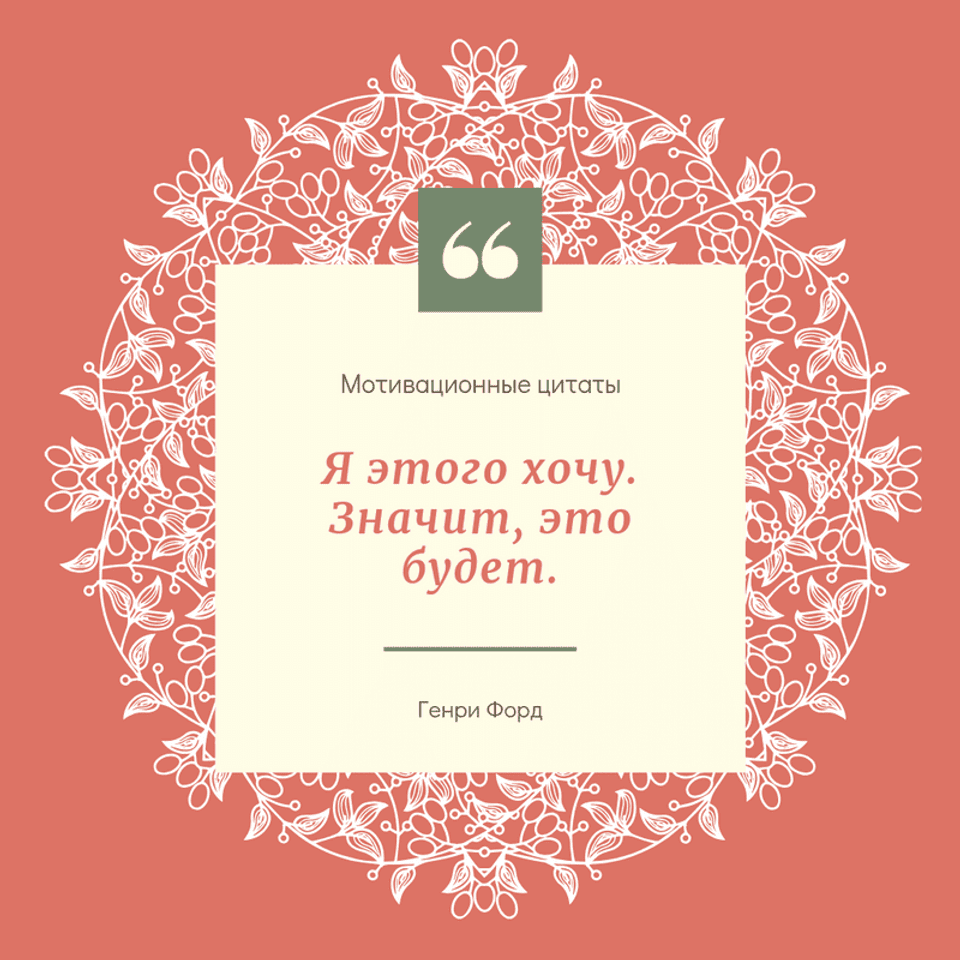 “
Мотивационные цитаты
Я этого хочу.
Значит, это
будет.
Генри Форд